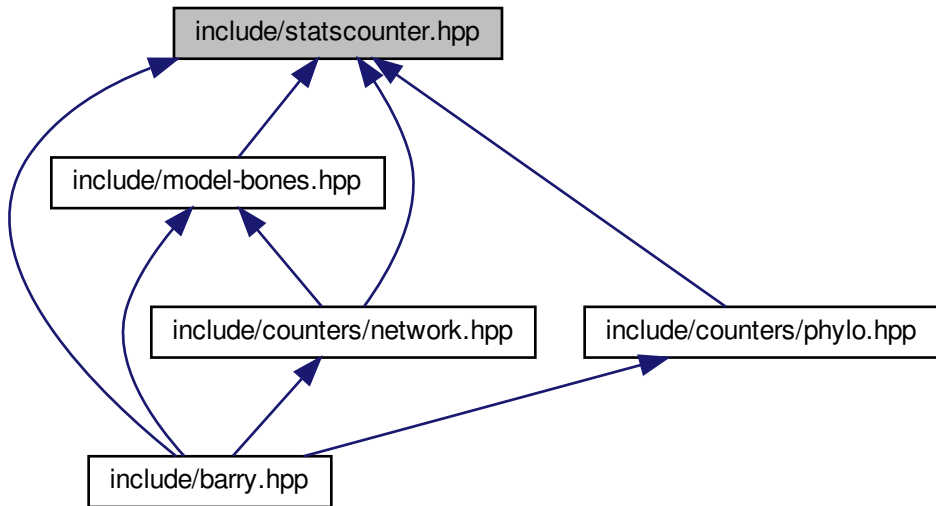 include/statscounter.hpp
include/model-bones.hpp
include/counters/network.hpp
include/counters/phylo.hpp
include/barry.hpp